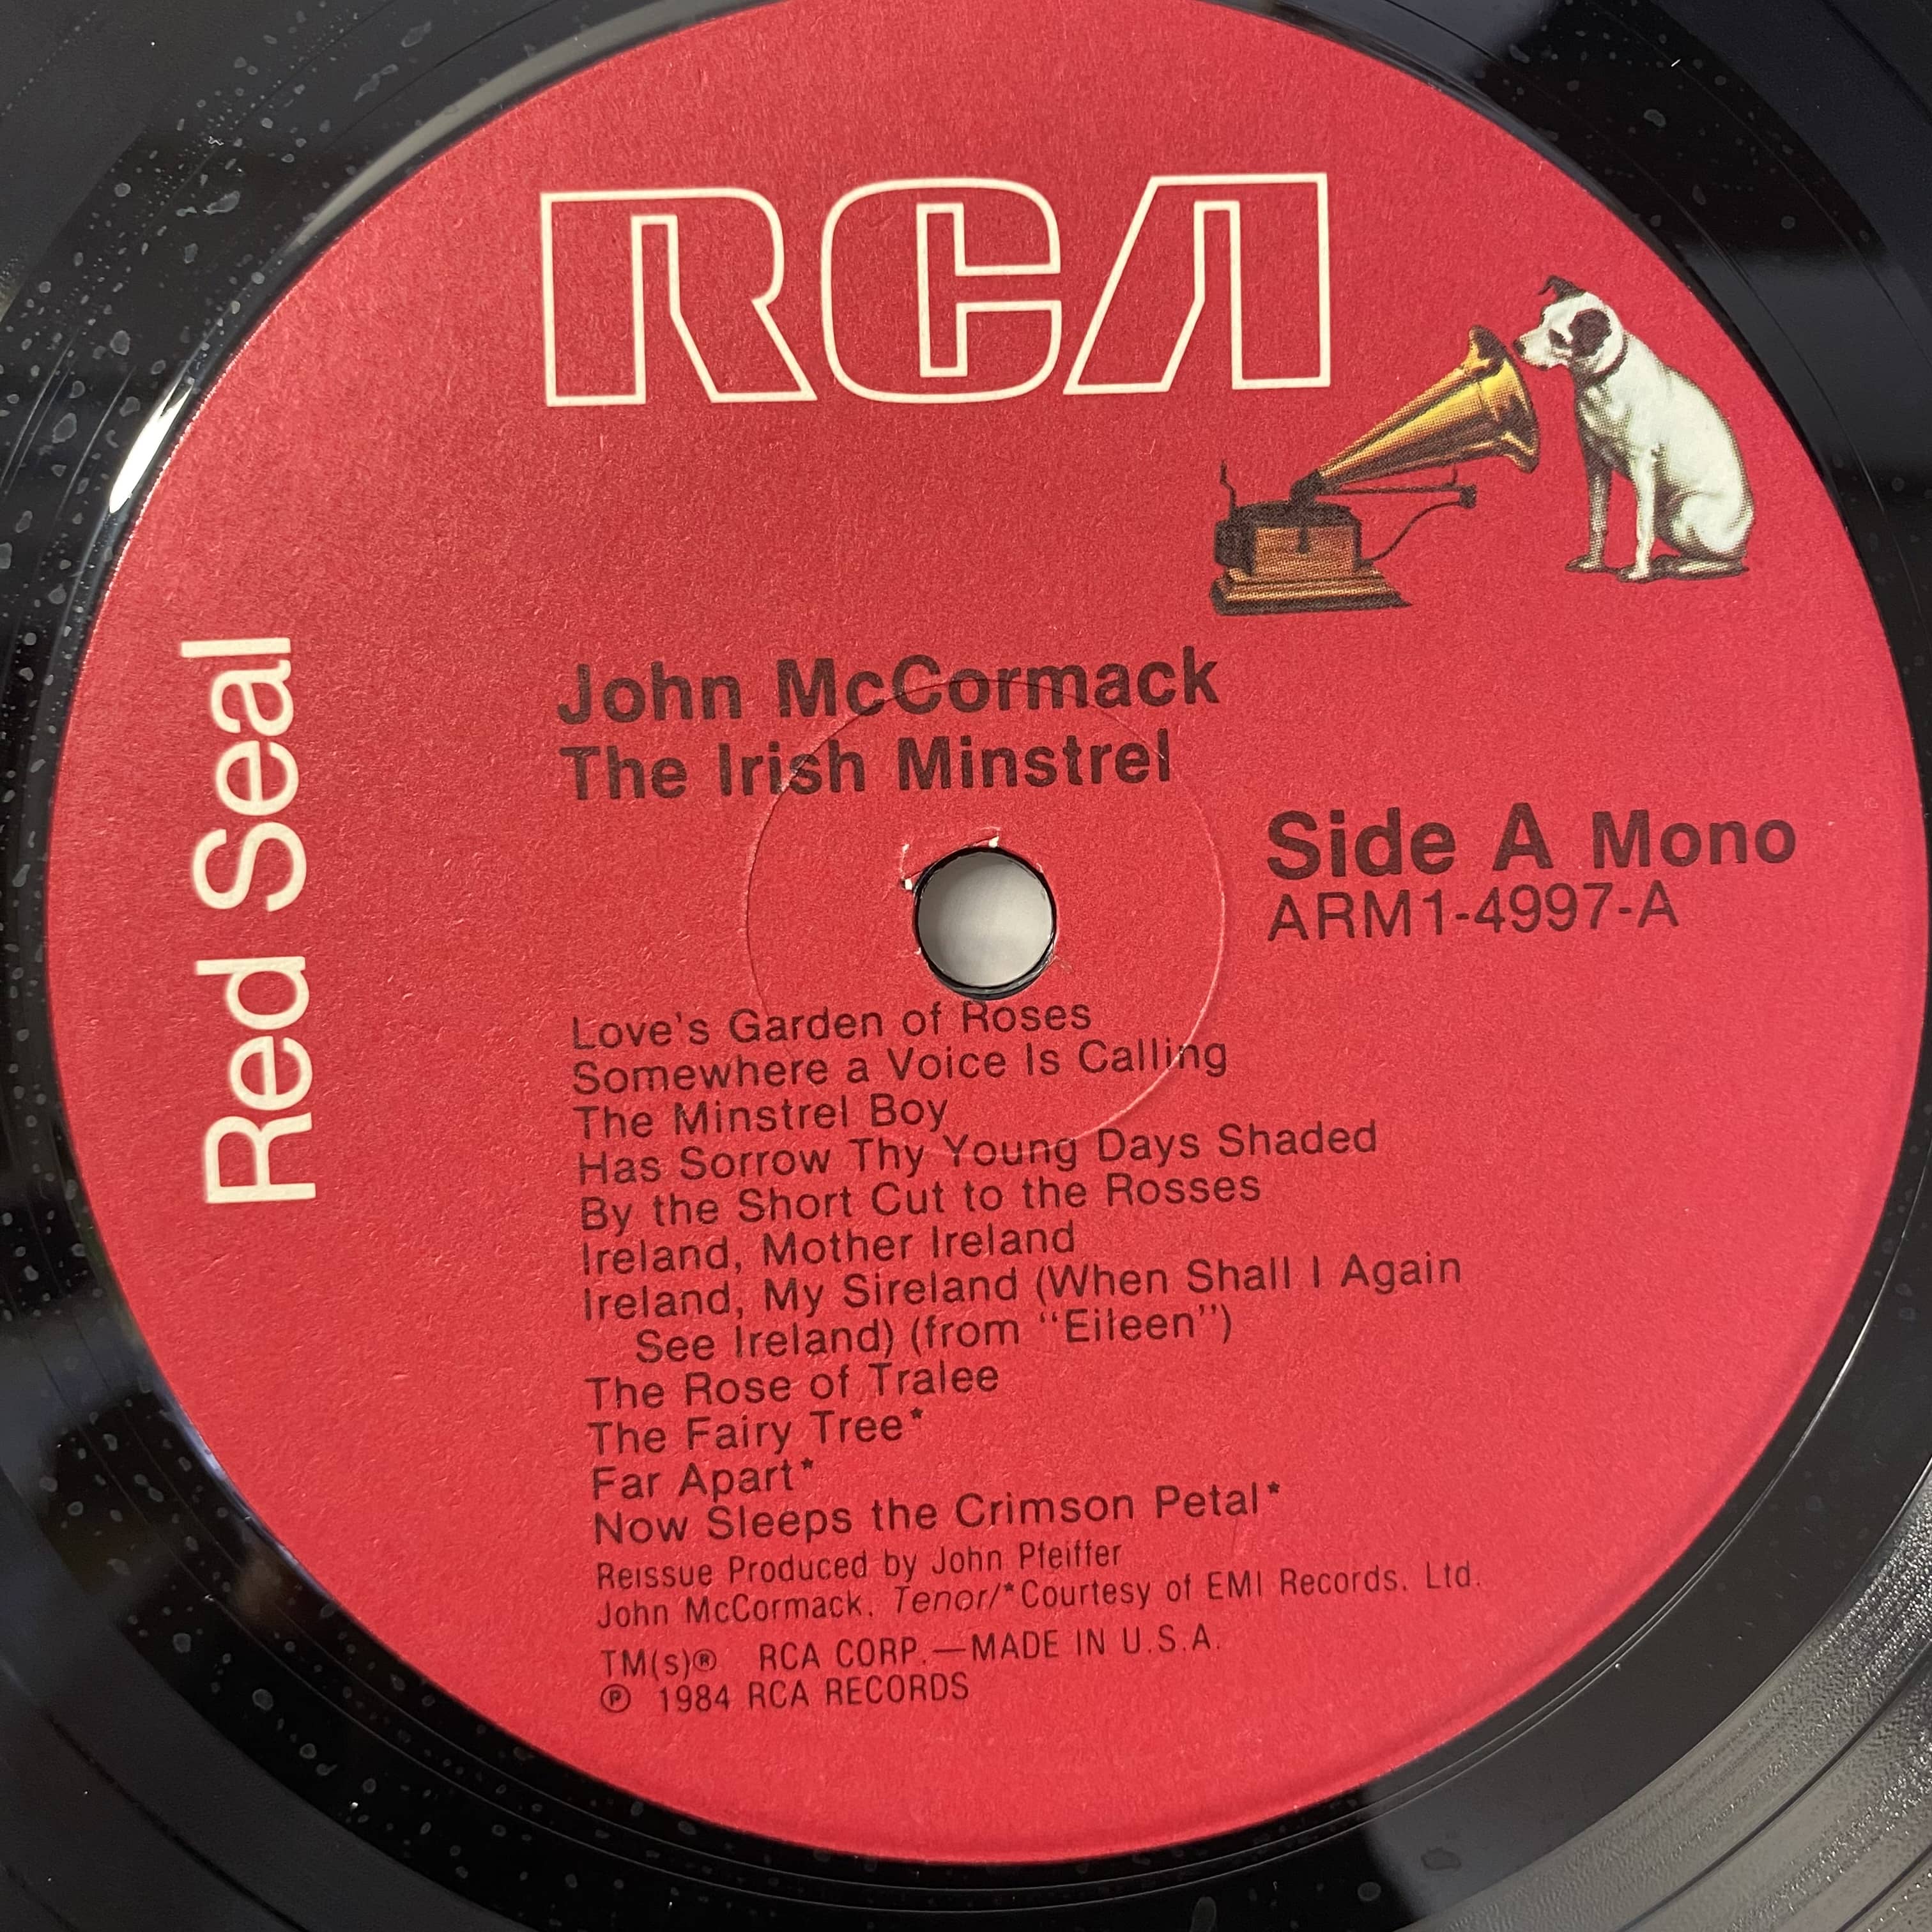 RCA
Red Seal
John McCormack
The Irish Minstrel
Side A Mono
ARM1-4997-A
Love's Garden of Roses
Somewhere a Voice Is Calling
The Minstrel Boy
Has Sorrow Thy Young Days Shaded
By the Short Cut to the Rosses
Ireland, Mother Ireland
Ireland, My Sireland (When Shall I Again
See Ireland) (from "Eileen")
The Rose of Tralee
The Fairy Tree*
Far Apart*
Now Sleeps the Crimson Petal*
Reissue Produced by John Pfeiffer
John McCormack, Tenor/*Courtesy of EMI Records. Ltd.
TM(s)® RCA CORP.—MADE IN U.S.A.
℗ 1984 RCA RECORDS